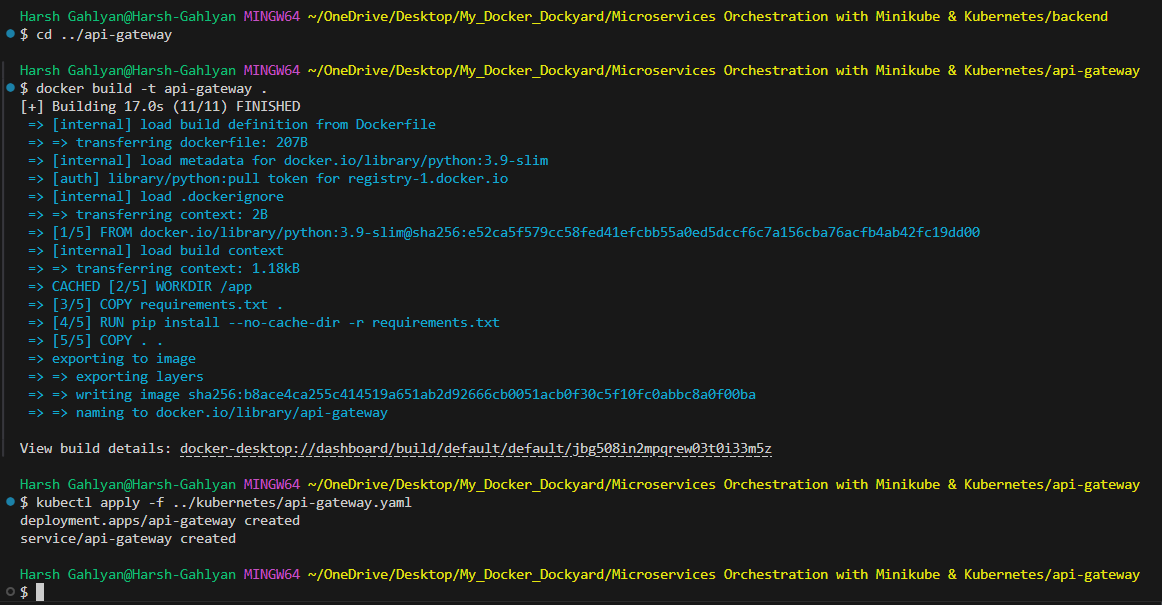 Harsh Gahlyan@Harsh-Gahlyan MINGW64 ~/OneDrive/Desktop/My_Docker_Dockyard/Microservices Orchestration with Minikube & Kubernetes/backend
$ cd ../api-gateway
Harsh Gahlyan@Harsh-Gahlyan MINGW64 ~/OneDrive/Desktop/My_Docker_Dockyard/Microservices Orchestration with Minikube & Kubernetes/api-gateway
$ docker build -t api-gateway .
[+] Building 17.0s (11/11) FINISHED
=> [internal] load build definition from Dockerfile
=> => transferring dockerfile: 207B
=> [internal] load metadata for docker.io/library/python:3.9-slim
=> [auth] library/python:pull token for registry-1.docker.io
=> [internal] load .dockerignore
=> => transferring context: 2B
=> [1/5] FROM docker.io/library/python:3.9-slim@sha256:e52ca5f579cc58fed41efcbb55a0ed5dccf6c7a156cba76acfb4ab42fc19dd00
=> [internal] load build context
=> => transferring context: 1.18kB
=> CACHED [2/5] WORKDIR /app
=> [3/5] COPY requirements.txt .
=> [4/5] RUN pip install --no-cache-dir -r requirements.txt
=> [5/5] COPY . .
=> exporting to image
=> => exporting layers
=> => writing image sha256:b8ace4ca255c414519a651ab2d92666cb0051acb0f30c5f10fc0abbc8a0f00ba
=> => naming to docker.io/library/api-gateway
View build details: docker-desktop://dashboard/build/default/default/jbg508in2mpqrew03t0i33m5z
Harsh Gahlyan@Harsh-Gahlyan MINGW64 ~/OneDrive/Desktop/My_Docker_Dockyard/Microservices Orchestration with Minikube & Kubernetes/api-gateway
$ kubectl apply -f ../kubernetes/api-gateway.yaml
deployment.apps/api-gateway created
service/api-gateway created
Harsh Gahlyan@Harsh-Gahlyan MINGW64 ~/OneDrive/Desktop/My_Docker_Dockyard/Microservices Orchestration with Minikube & Kubernetes/api-gateway
$